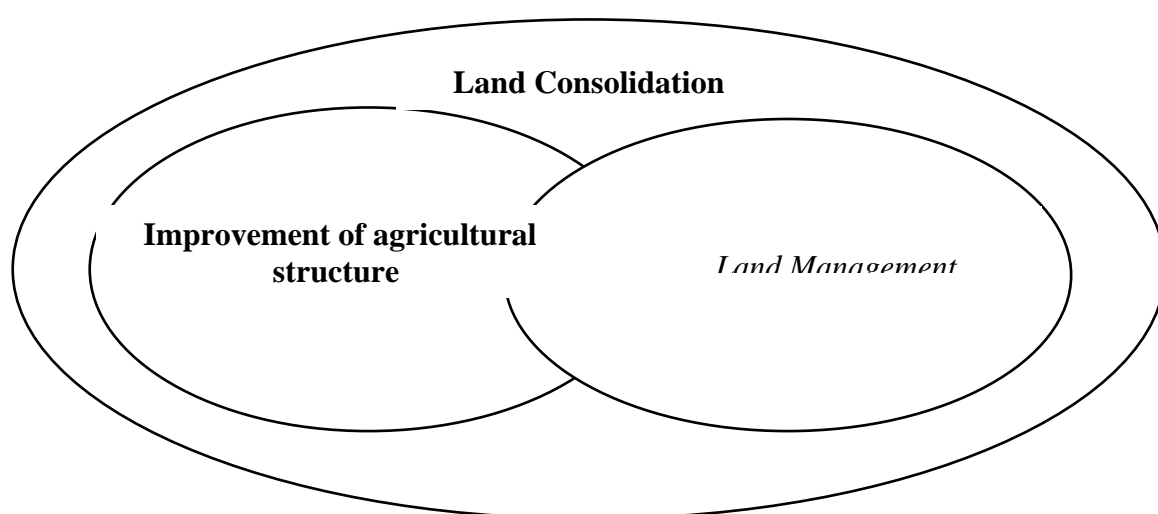 Land Consolidation
Improvement of agricultural
structure
Land Management